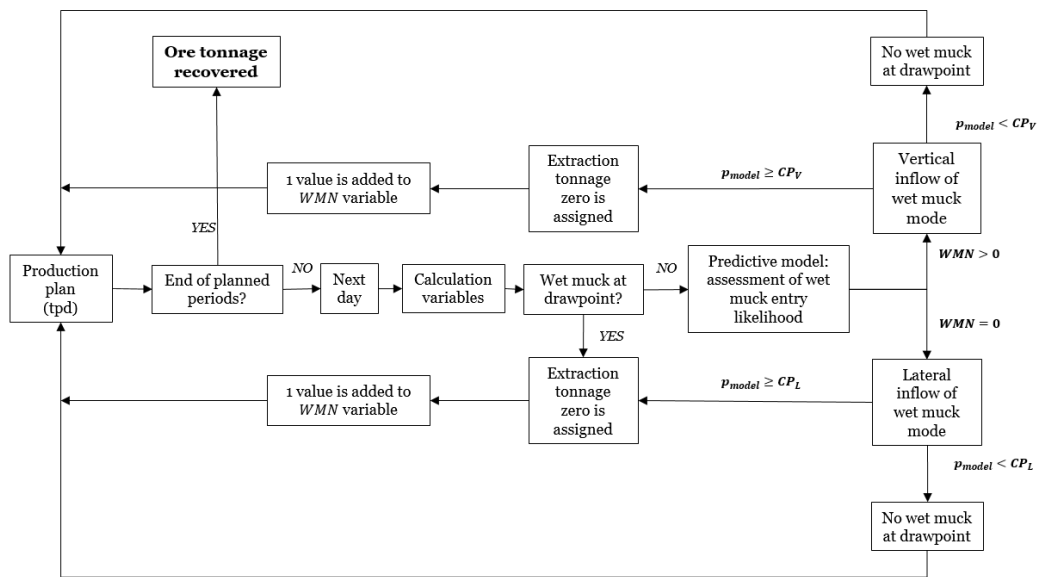 No wet muck
at drawpoint
Ore tonnage
recovered
p_model < CP_V
1 value is added to
WMN variable
Extraction
tonnage
zero is
assigned
p_model ≥ CP_V
Vertical
inflow of
wet muck
mode
YES
WMN > 0
Production
plan
(tpd)
End of planned
periods?
NO
Next
day
Calculation
variables
Wet muck at
drawpoint?
NO
Predictive model:
assessment of wet
muck entry
likelihood
WMN = 0
YES
1 value is added to
WMN variable
Extraction
tonnage
zero is
assigned
p_model ≥ CP_L
Lateral
inflow of
wet muck
mode
p_model < CP_L
No wet muck
at drawpoint